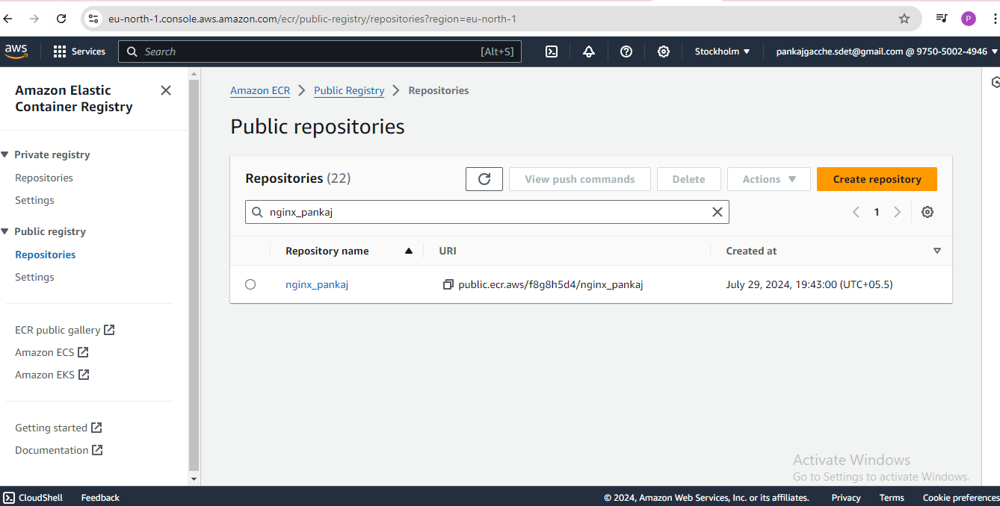 eu-north-1.console.aws.amazon.com/ecr/public-registry/repositories?region=eu-north-1
P
aws
Services
Search [Alt+S]
Stockholm
pankajgacche.sdet@gmail.com @ 9750-5002-4946
Amazon Elastic
Container Registry
Private registry
Repositories
Settings
Public registry
Repositories
Settings
ECR public gallery
Amazon ECS
Amazon EKS
Getting started
Documentation
Amazon ECR
Public Registry
Repositories
Public repositories
Repositories (22)
View push commands
Delete
Actions
Create repository
nginx_pankaj
1
Repository name
URI
Created at
nginx_pankaj
public.ecr.aws/f8g8h5d4/nginx_pankaj
July 29, 2024, 19:43:00 (UTC+05.5)
Activate Windows
Go to Settings to activate Windows.
CloudShell
Feedback
© 2024, Amazon Web Services, Inc. or its affiliates.
Privacy
Terms
Cookie preferences